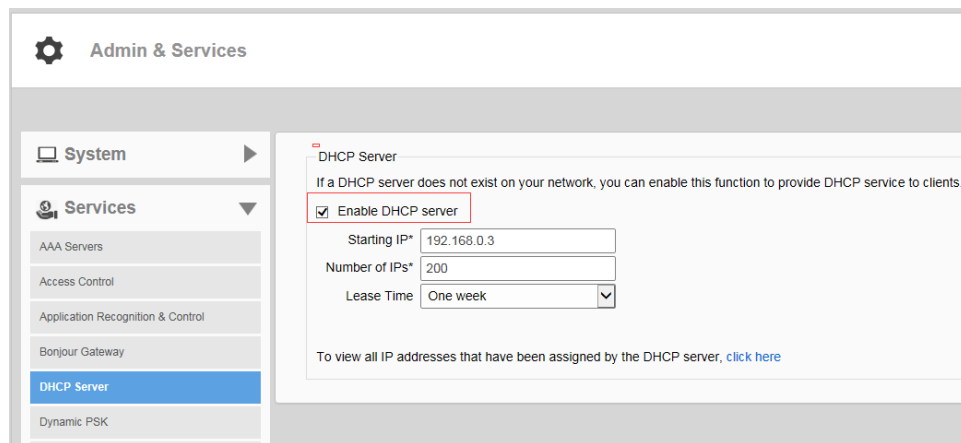 Admin & Services
System
Services
AAA Servers
Access Control
Application Recognition & Control
Bonjour Gateway
DHCP Server
Dynamic PSK
DHCP Server
If a DHCP server does not exist on your network, you can enable this function to provide DHCP service to clients.
Enable DHCP server
Starting IP* 192.168.0.3
Number of IPs* 200
Lease Time One week
To view all IP addresses that have been assigned by the DHCP server, click here